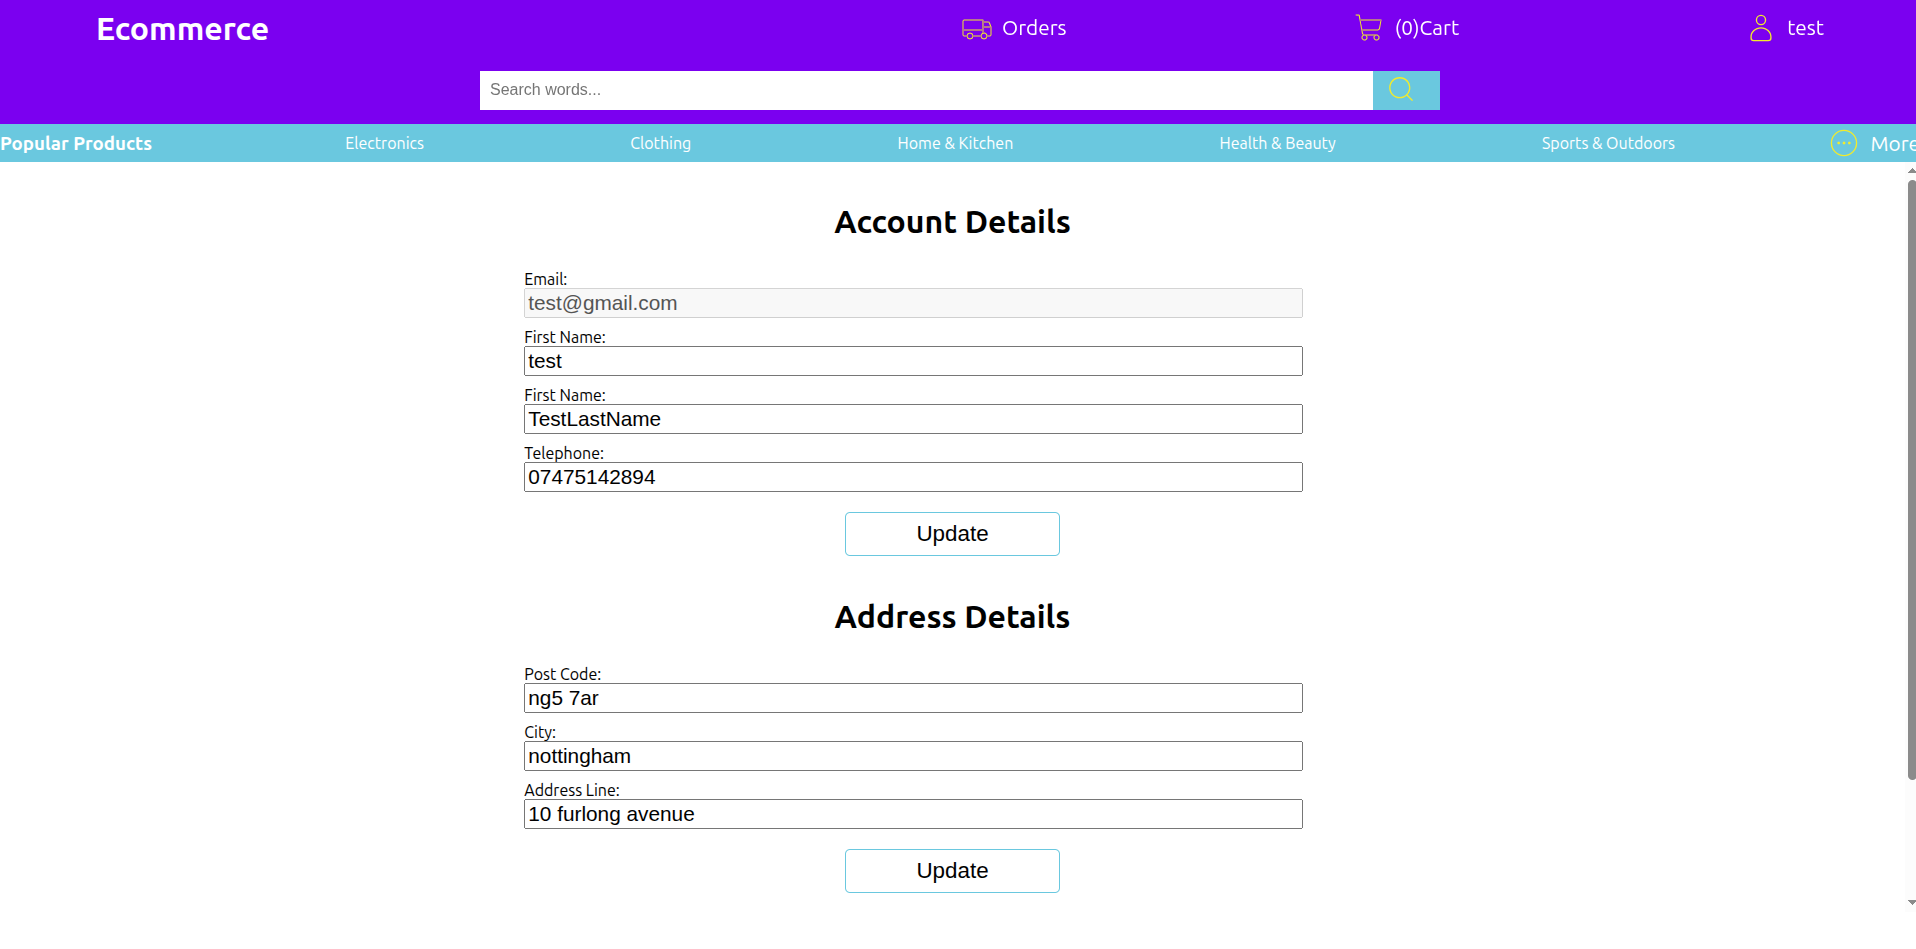 Ecommerce
Orders
(0)Cart
test
Search words...
Popular Products
Electronics
Clothing
Home & Kitchen
Health & Beauty
Sports & Outdoors
More
Account Details
Email:
test@gmail.com
First Name:
test
First Name:
TestLastName
Telephone:
07475142894
Update
Address Details
Post Code:
ng5 7ar
City:
nottingham
Address Line:
10 furlong avenue
Update